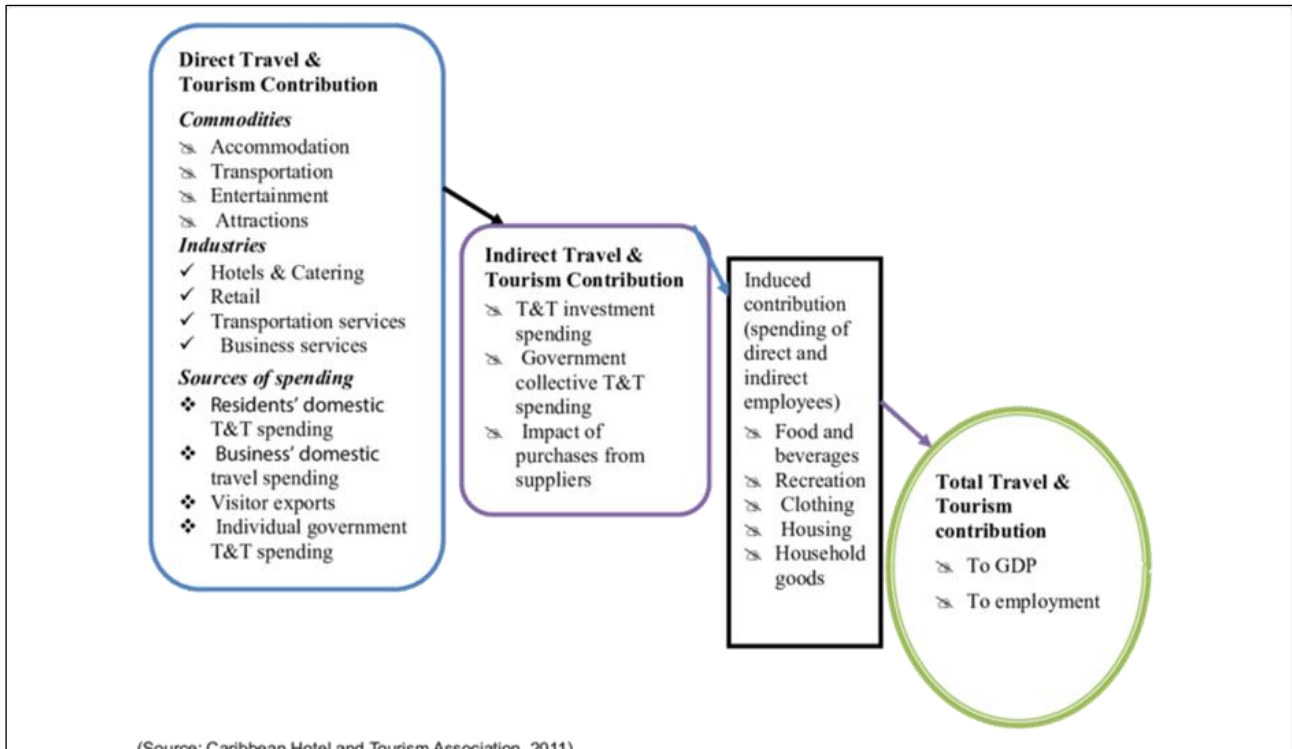 Direct Travel &
Tourism Contribution
Commodities
Accommodation
Transportation
Entertainment
Attractions
Industries
✓ Hotels & Catering
✓ Retail
✓ Transportation services
✓ Business services
Sources of spending
❖ Residents’ domestic
T&T spending
❖ Business’ domestic
travel spending
❖ Visitor exports
❖ Individual government
T&T spending
Indirect Travel &
Tourism Contribution
T&T investment
spending
Government
collective T&T
spending
Impact of
purchases from
suppliers
Induced
contribution
(spending of
direct and
indirect
employees)
Food and
beverages
Recreation
Clothing
Housing
Household
goods
Total Travel &
Tourism
contribution
To GDP
To employment
(Source: Caribbean Hotel and Tourism Association, 2011)